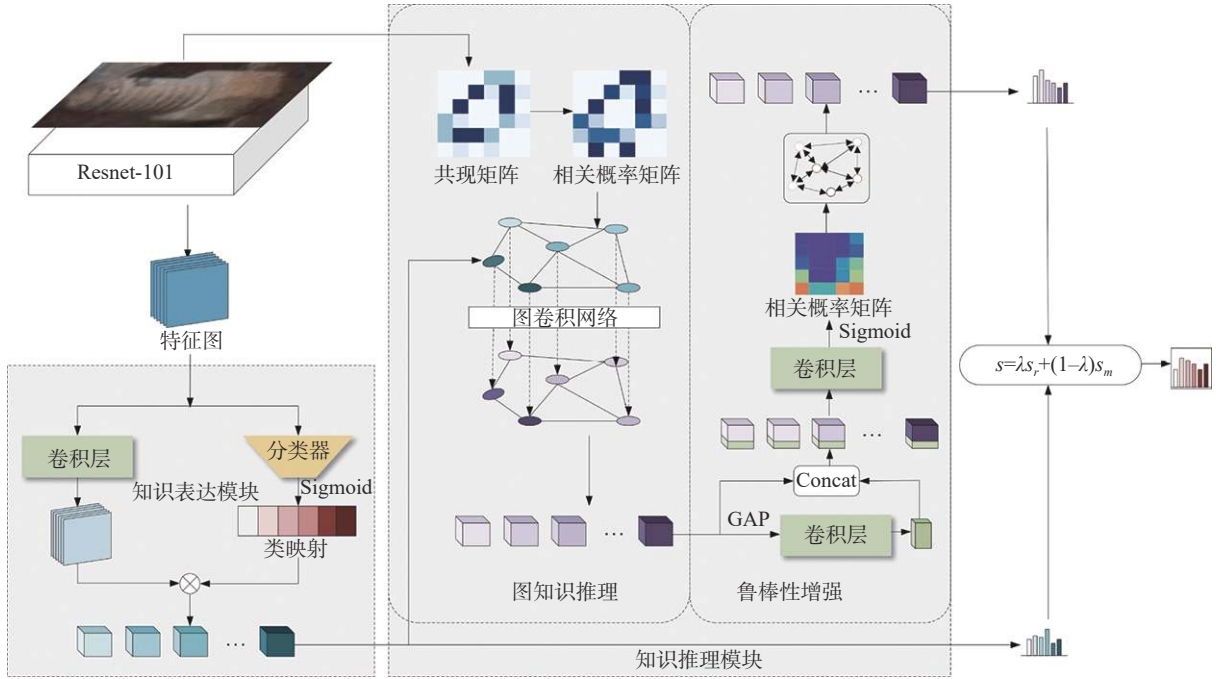 Resnet-101
特征图
卷积层
分类器
知识表达模块
Sigmoid
类映射
...
共现矩阵
相关概率矩阵
图卷积网络
...
图知识推理
...
相关概率矩阵
Sigmoid
卷积层
...
Concat
GAP
卷积层
鲁棒性增强
知识推理模块
s=λsᵣ+(1–λ)sₘ